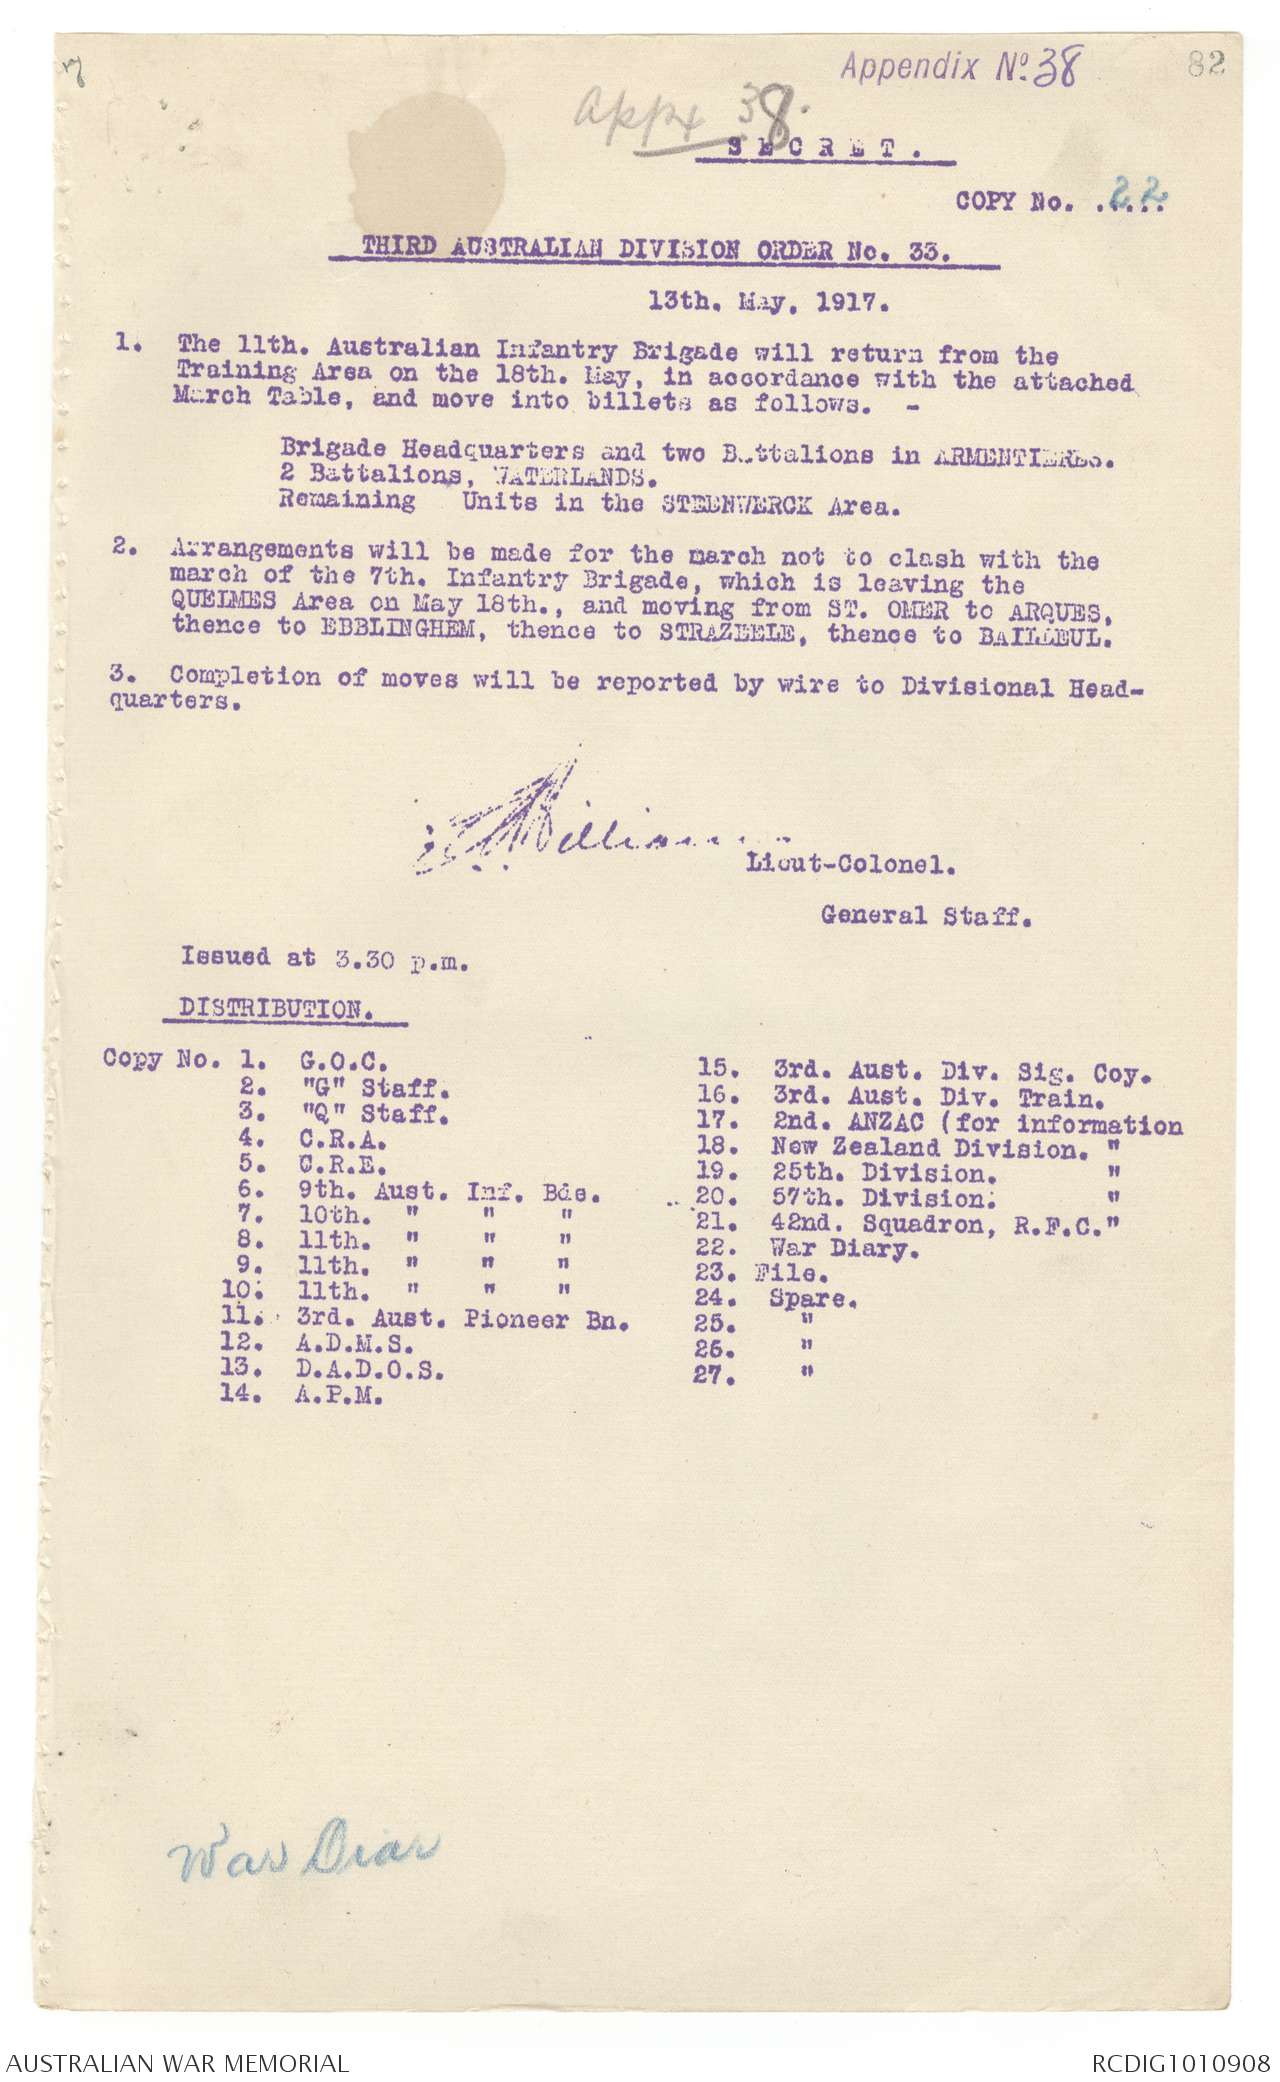 Appendix No. 38
82
Appx 38.
SECRET.
COPY No. 22
THIRD AUSTRALIAN DIVISION ORDER No. 33.
13th. May, 1917.
1. The 11th. Australian Infantry Brigade will return from the
Training Area on the 18th. May, in accordance with the attached
March Table, and move into billets as follows. -
Brigade Headquarters and two Battalions in ARMENTIERES.
2 Battalions, WATERLANDS.
Remaining Units in the STEENWERCK Area.
2. Arrangements will be made for the march not to clash with the
march of the 7th. Infantry Brigade, which is leaving the
QUELMES Area on May 18th., and moving from ST. OMER to ARQUES,
thence to EBBLINGHEM, thence to STRAZEELE, thence to BAILLEUL.
3. Completion of moves will be reported by wire to Divisional Head-
quarters.
Lieut-Colonel.
General Staff.
Issued at 3.30 p.m.
DISTRIBUTION.
Copy No. 1. G.O.C.
2. "G" Staff.
3. "Q" Staff.
4. C.R.A.
5. C.R.E.
6. 9th. Aust. Inf. Bde.
7. 10th. " " "
8. 11th. " " "
9. 11th. " " "
10. 11th. " " "
11. 3rd. Aust. Pioneer Bn.
12. A.D.M.S.
13. D.A.D.O.S.
14. A.P.M.
15. 3rd. Aust. Div. Sig. Coy.
16. 3rd. Aust. Div. Train.
17. 2nd. ANZAC (for information
18. New Zealand Division. "
19. 25th. Division. "
20. 57th. Division. "
21. 42nd. Squadron, R.F.C."
22. War Diary.
23. File.
24. Spare.
25. "
26. "
27. "
War Diar
AUSTRALIAN WAR MEMORIAL
RCDIG1010908